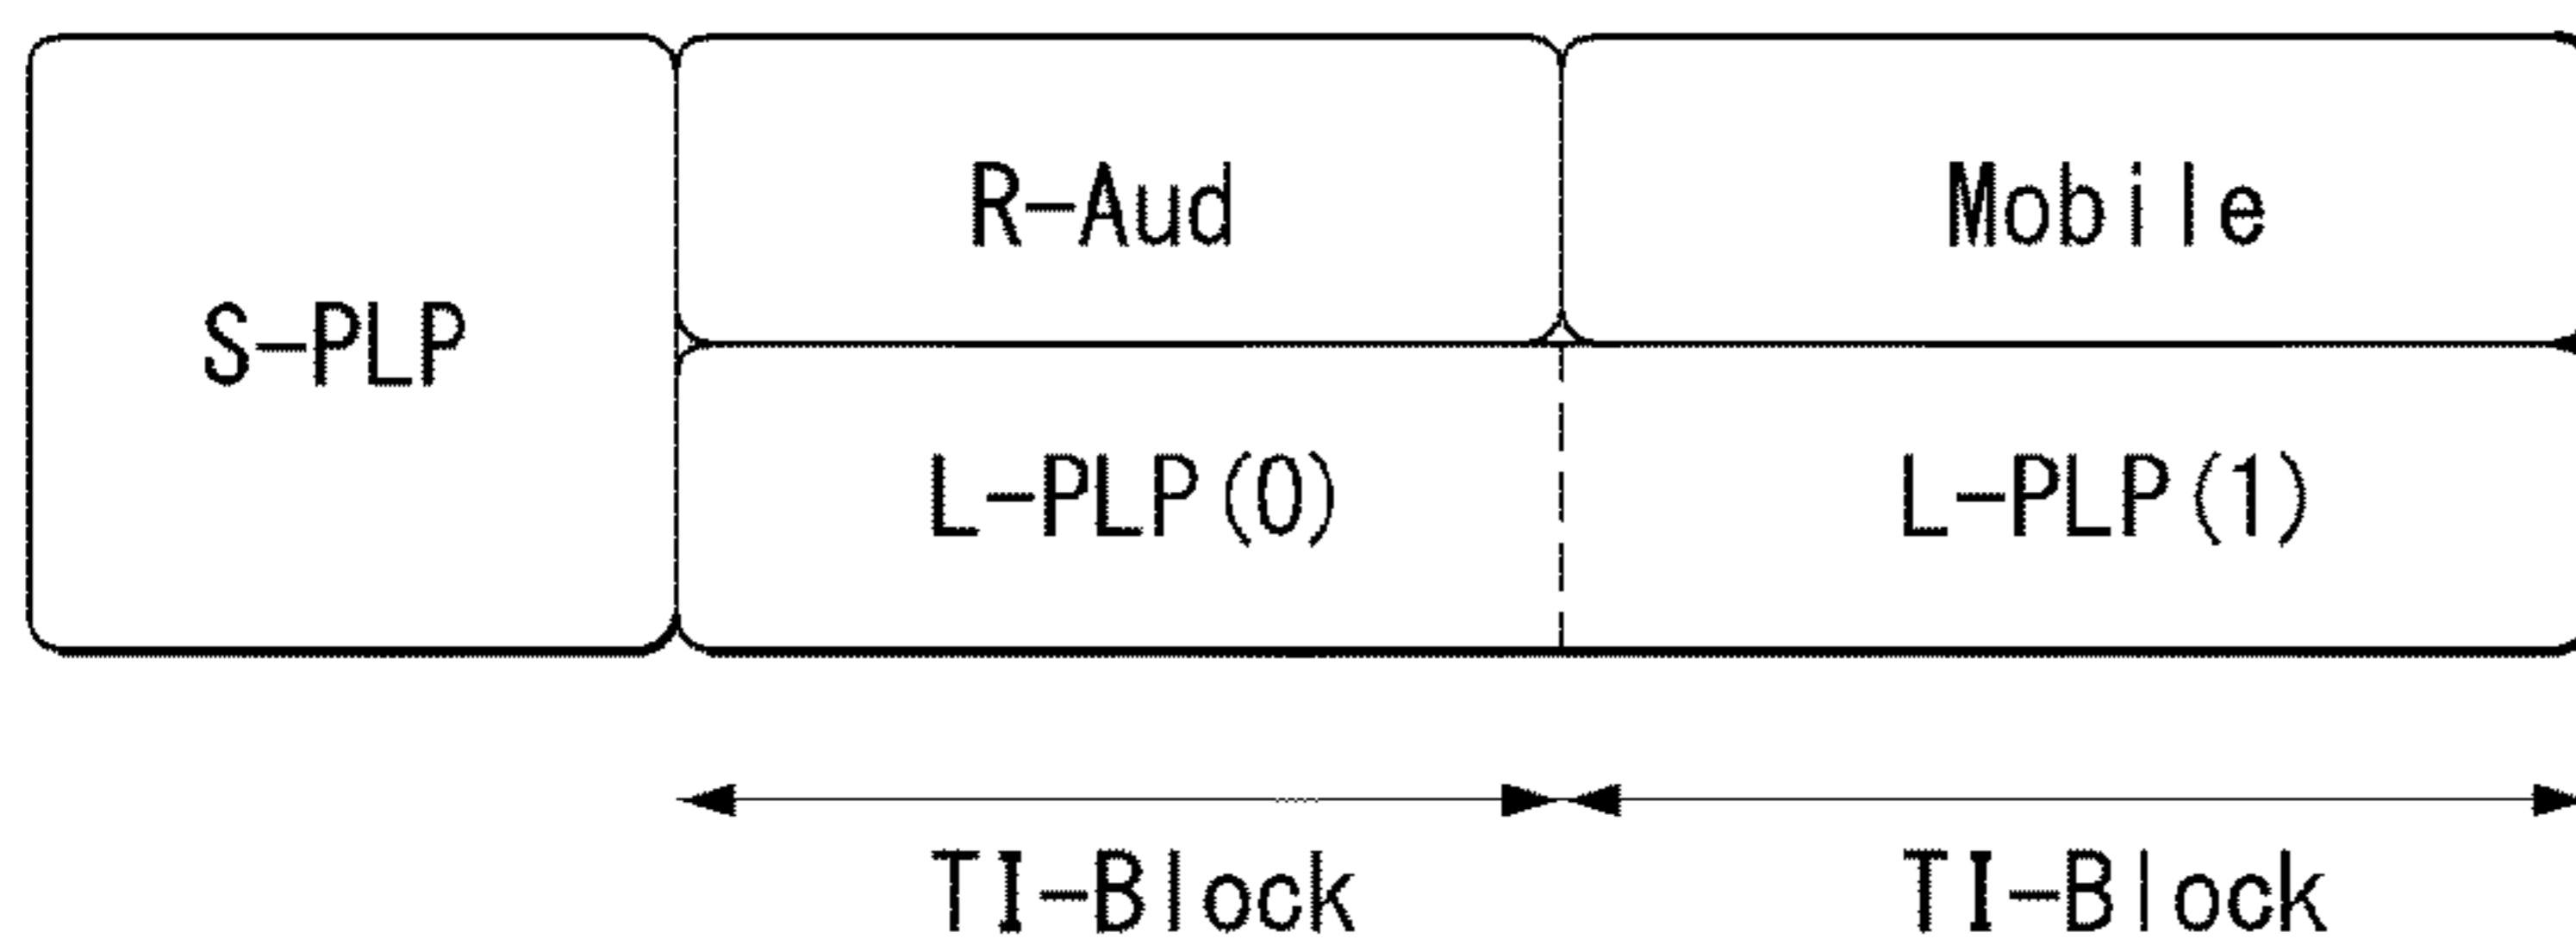 R-Aud
Mobile
S-PLP
L-PLP(0)
L-PLP(1)
TI-Block
TI-Block